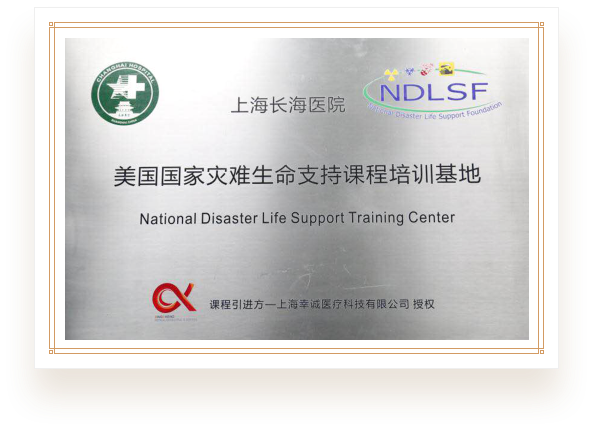 CHANGHAI HOSPITAL
上海长海医院
NDLSF
National Disaster Life Support Foundation
美国国家灾难生命支持课程培训基地
National Disaster Life Support Training Center
课程引进方—上海幸诚医疗科技有限公司 授权